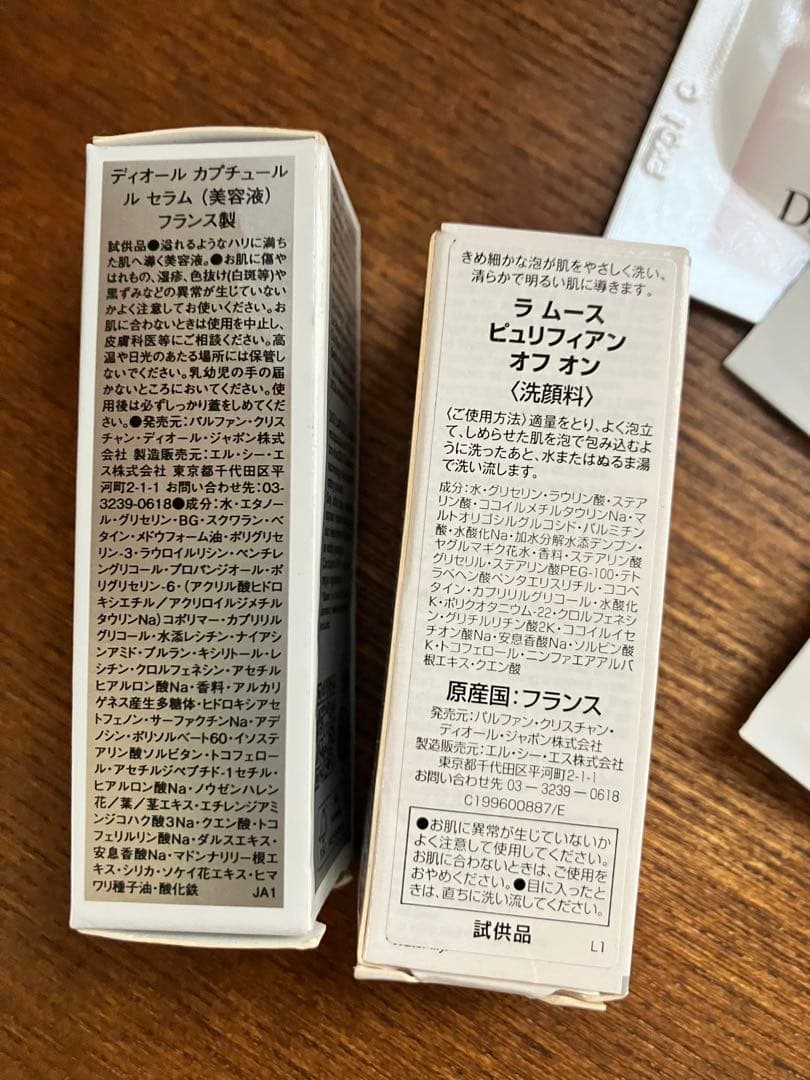 ディオール カプチュール
ル セラム (美容液)
フランス製
試供品●溢れるようなハリに満ち
た肌へ導く美容液。●お肌に傷や
はれもの、湿疹、色抜け(白斑等)や
黒ずみなどの異常が生じていない
かよく注意してお使いください。お
肌に合わないときは使用を中止し、
皮膚科医等にご相談ください。高
温や日光のあたる場所には保管し
ないでください。乳幼児の手の届
かないところにおいてください。使
用後は必ずしっかり蓋をしめてくだ
さい。●発売元:パルファン・クリス
チャン・ディオール・ジャポン株式
会社 製造販売元:エル・シー・エ
ス株式会社 東京都千代田区平
河町2-1-1 お問い合わせ先:03-
3239-0618●成分:水・エタノー
ル・グリセリン・BG・スクワラン・ベ
タイン・メドウフォーム油・ポリグリセ
リン-3・ラウロイルリシン・ペンチレ
ングリコール・プロパンジオール・ポ
リグリセリン-6・(アクリル酸ヒドロ
キシエチル/アクリロイルジメチル
タウリンNa)コポリマー・カプリリル
グリコール・水添レシチン・ナイアシ
ンアミド・プルラン・キシリトール・レ
シチン・クロルフェネシン・アセチル
ヒアルロン酸Na・香料・アルカリ
ゲネス産生多糖体・ヒドロキシアセ
トフェノン・サーファクチンNa・アデ
ノシン・ポリソルベート60・イソステ
アリン酸ソルビタン・トコフェロー
ル・アセチルジペプチド-1セチル・
ヒアルロン酸Na・ノウゼンハレン
花/葉/茎エキス・エチレンジアミ
ンジコハク酸3Na・クエン酸・トコ
フェリルリン酸Na・ダルスエキス・
安息香酸Na・マドンナリリー根エ
キス・シリカ・ソケイ花エキス・ヒマ
ワリ種子油・酸化鉄
JA1
きめ細かな泡が肌をやさしく洗い、
清らかで明るい肌に導きます。
ラ ムース
ピュリフィアン
オフ オン
〈洗顔料〉
〈ご使用方法〉適量をとり、よく泡立
て、しめらせた肌を泡で包み込むよ
うに洗ったあと、水またはぬるま湯
で洗い流します。
成分:水・グリセリン・ラウリン酸・ステア
リン酸・ココイルメチルタウリンNa・マ
ルトオリゴシルグルコシド・パルミチン
酸・水酸化Na・加水分解水添デンプン・
ヤグルマギク花水・香料・ステアリン酸
グリセリル・ステアリン酸PEG-100・テト
ラベヘン酸ペンタエリスリチル・ココベ
タイン・カプリリルグリコール・水酸化
K・ポリクオタニウム-22・クロルフェネシ
ン・グリチルリチン酸2K・ココイルイセ
チオン酸Na・安息香酸Na・ソルビン酸
K・トコフェロール・ニンファエアアルバ
根エキス・クエン酸
原産国:フランス
発売元:パルファン・クリスチャン・
ディオール・ジャポン株式会社
製造販売元:エル・シー・エス株式会社
東京都千代田区平河町2-1-1
お問い合わせ先 03-3239-0618
C199600887/E
●お肌に異常が生じていないか
よく注意して使用してください。
お肌に合わないときは、ご使用を
おやめください。●目に入ったと
きは、直ちに洗い流してください。
試供品
L1